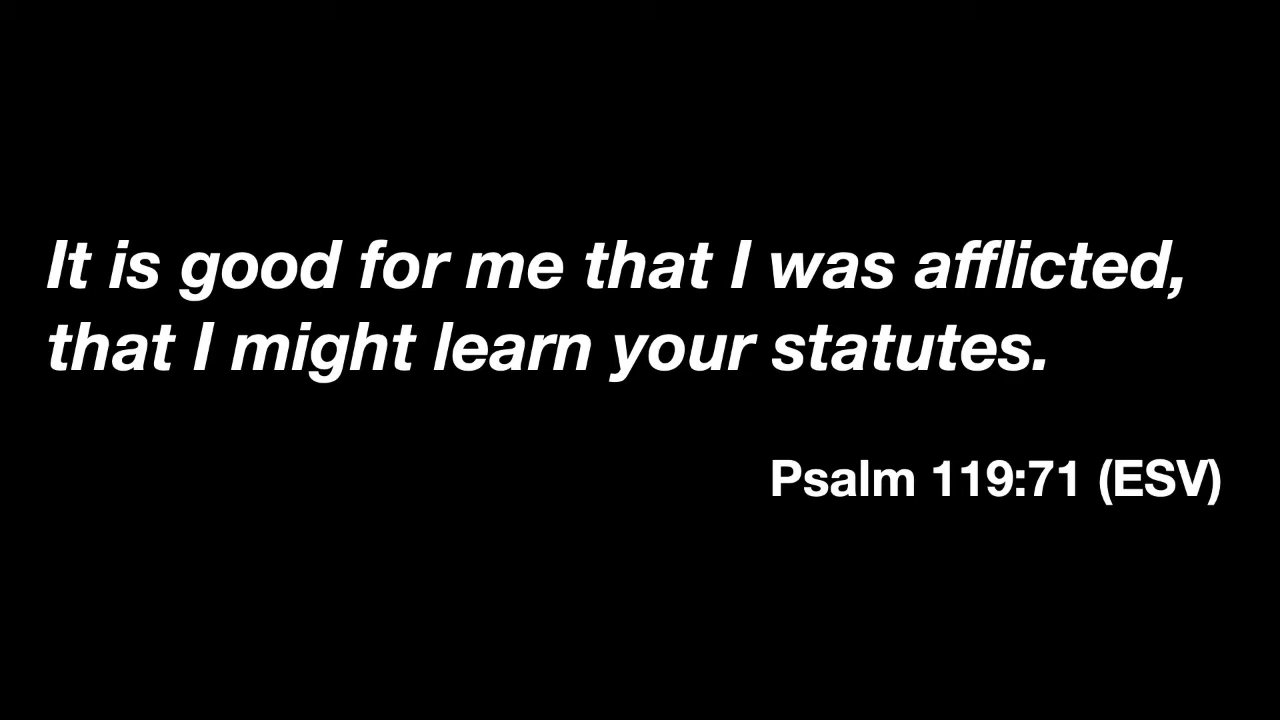 It is good for me that I was afflicted,
that I might learn your statutes.
Psalm 119:71 (ESV)